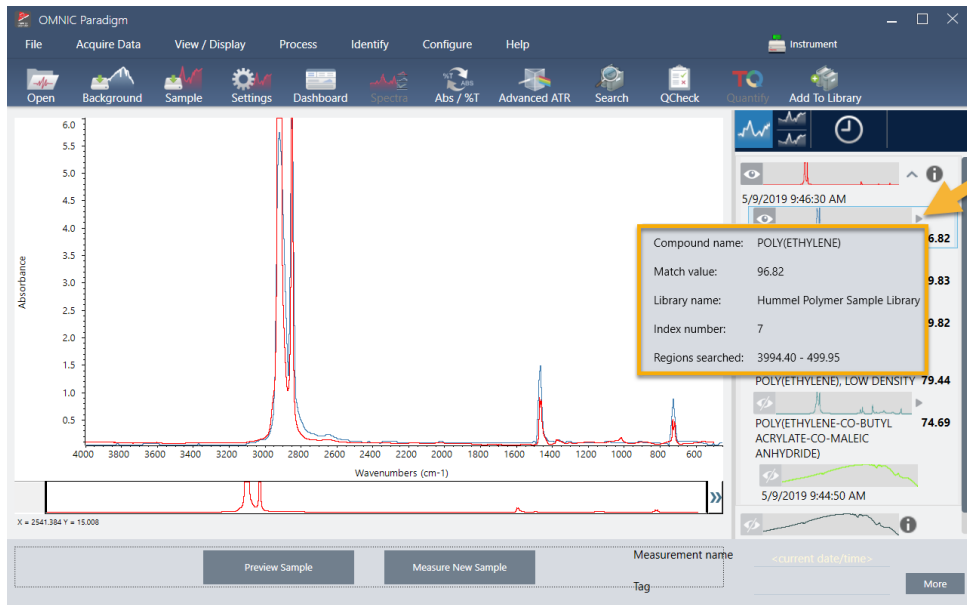 OMNIC Paradigm
File Acquire Data View / Display Process Identify Configure Help Instrument
Open Background Sample Settings Dashboard Spectra Abs / %T Advanced ATR Search QCheck Quantify Add To Library
%T ABS
TQ
6.0
5.5
5.0
4.5
4.0
3.5
3.0
2.5
2.0
1.5
1.0
0.5
Absorbance
4000 3800 3600 3400 3200 3000 2800 2600 2400 2200 2000 1800 1600 1400 1200 1000 800 600
Wavenumbers (cm-1)
X = 2541.384 Y = 15.008
5/9/2019 9:46:30 AM
6.82
9.83
9.82
Compound name: POLY(ETHYLENE)
Match value: 96.82
Library name: Hummel Polymer Sample Library
Index number: 7
Regions searched: 3994.40 - 499.95
POLY(ETHYLENE), LOW DENSITY 79.44
POLY(ETHYLENE-CO-BUTYL 74.69
ACRYLATE-CO-MALEIC
ANHYDRIDE)
5/9/2019 9:44:50 AM
Preview Sample
Measure New Sample
Measurement name <current date/time>
Tag
More